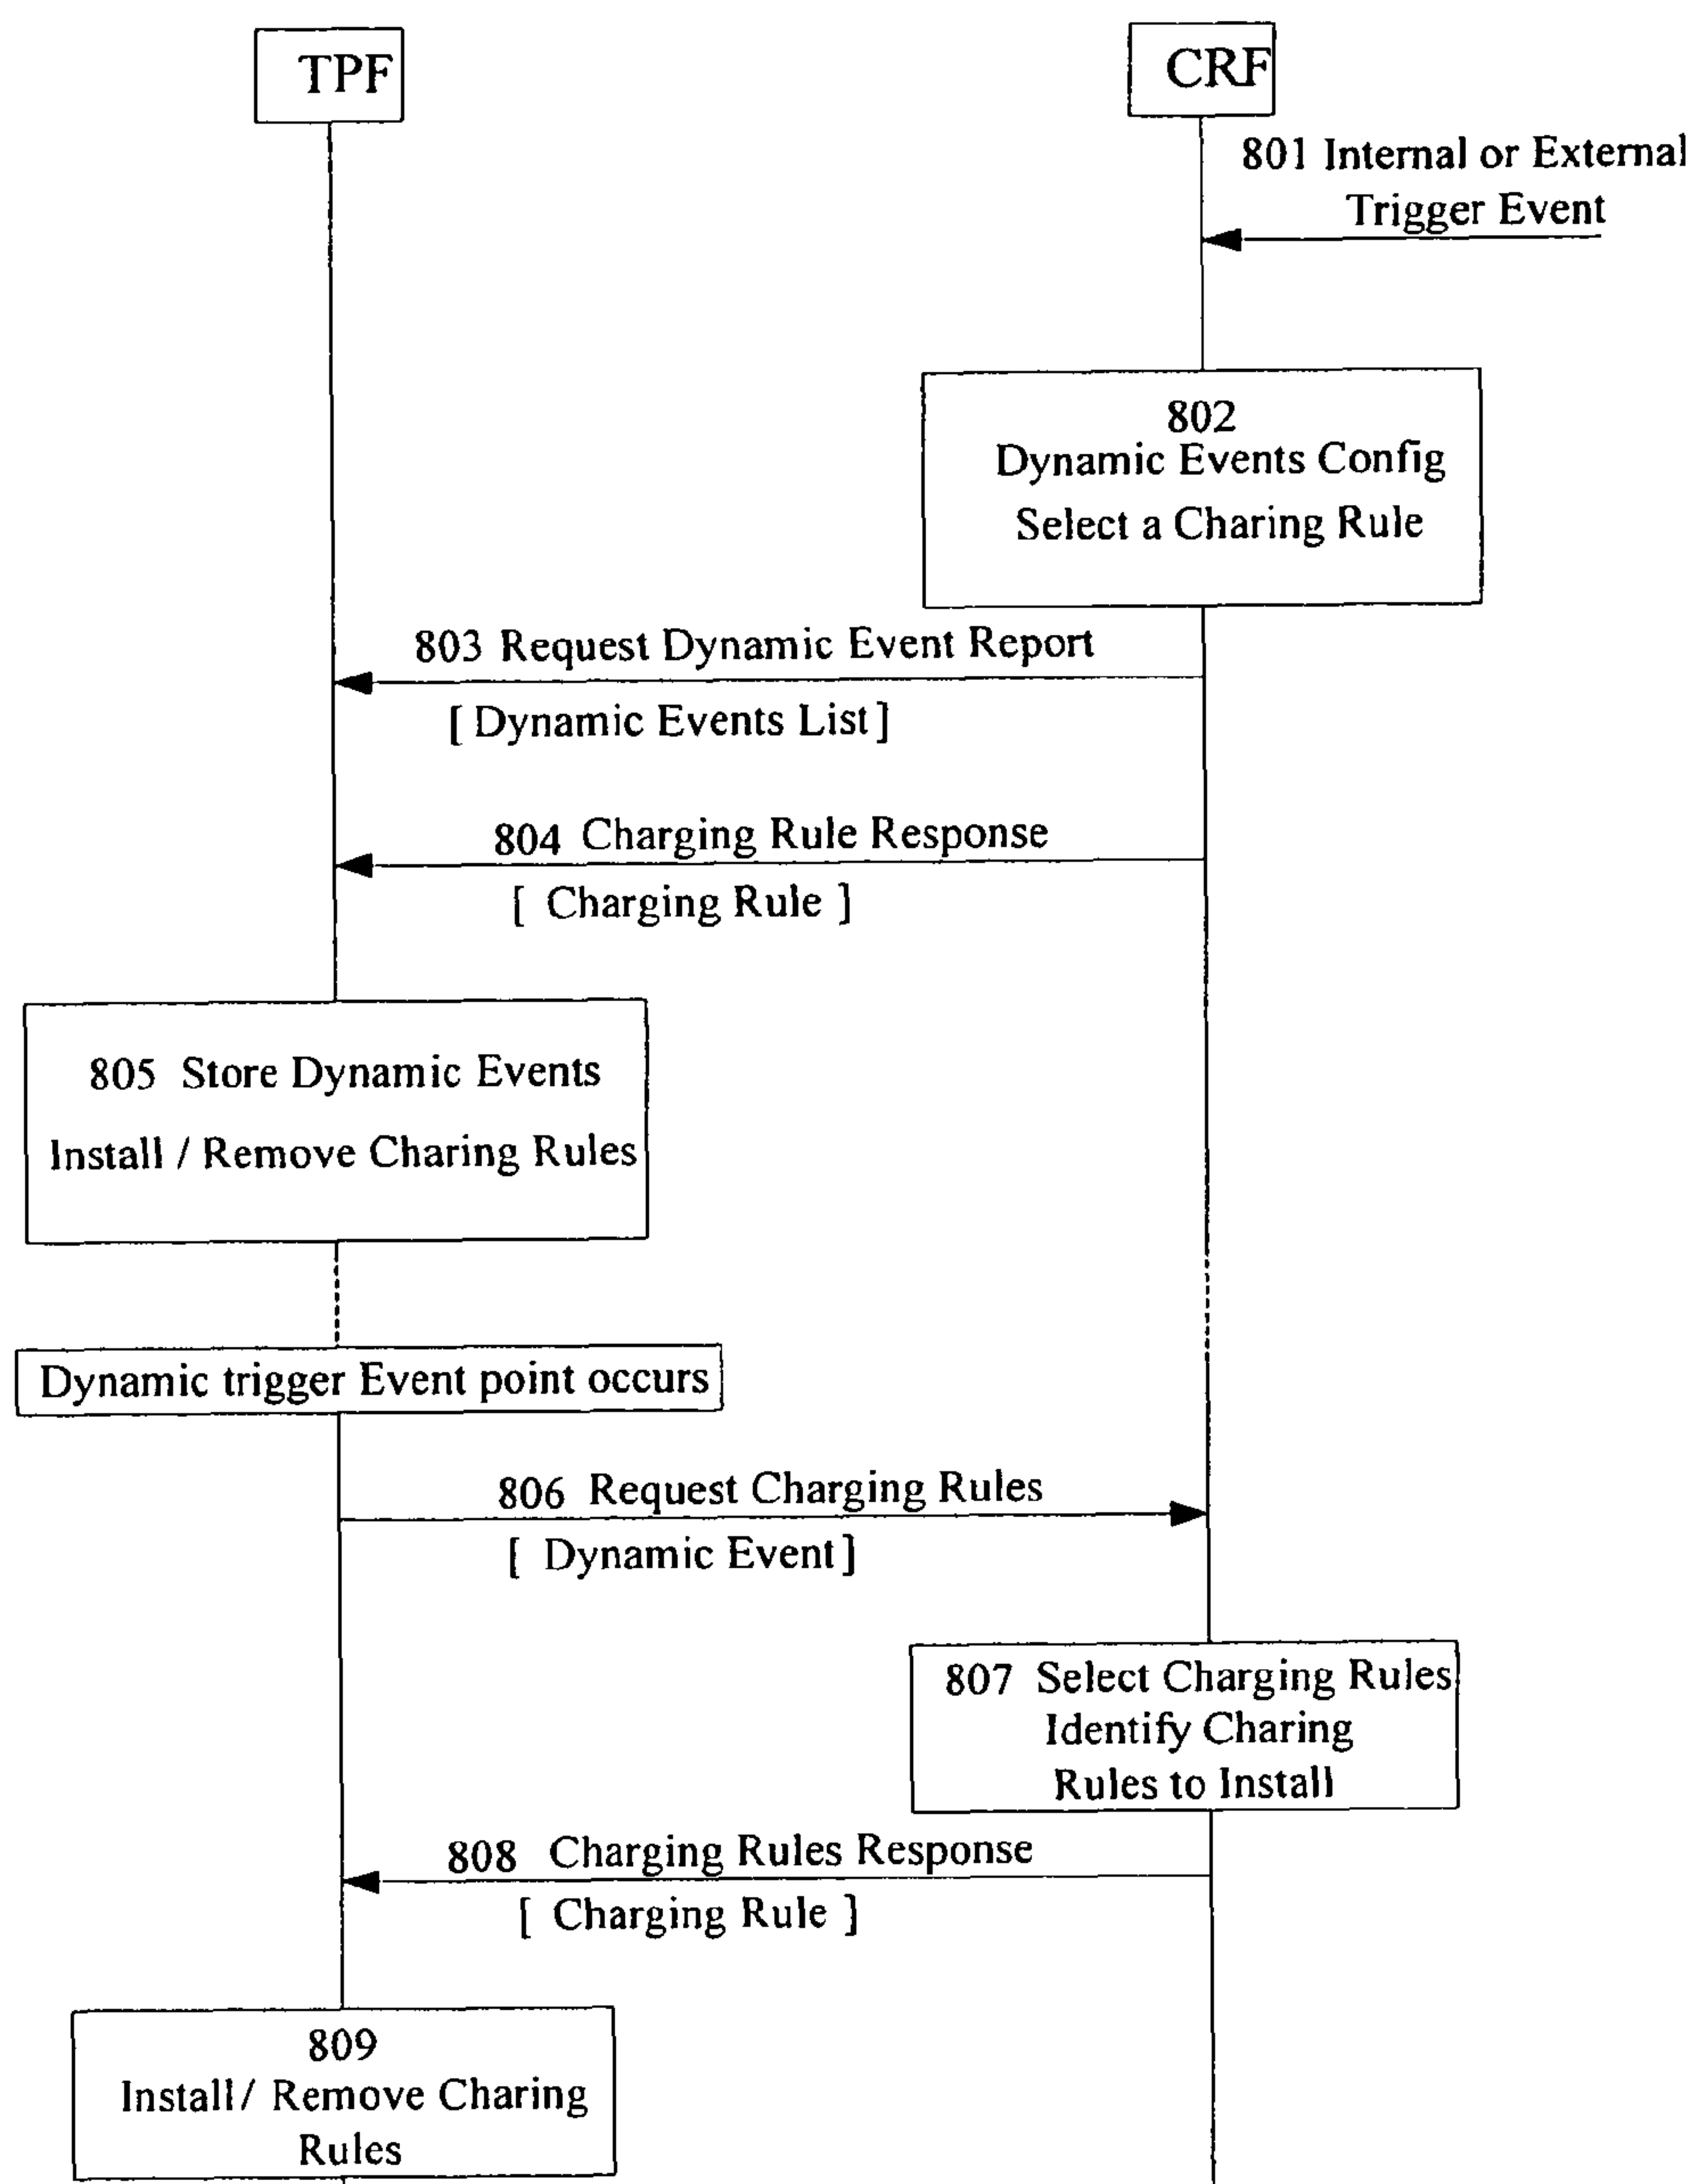 TPF
CRF
801 Internal or External
Trigger Event
802
Dynamic Events Config
Select a Charing Rule
803 Request Dynamic Event Report
[ Dynamic Events List ]
804 Charging Rule Response
[ Charging Rule ]
805 Store Dynamic Events
Install / Remove Charing Rules
Dynamic trigger Event point occurs
806 Request Charging Rules
[ Dynamic Event ]
807 Select Charging Rules
Identify Charing
Rules to Install
808 Charging Rules Response
[ Charging Rule ]
809
Install / Remove Charing
Rules